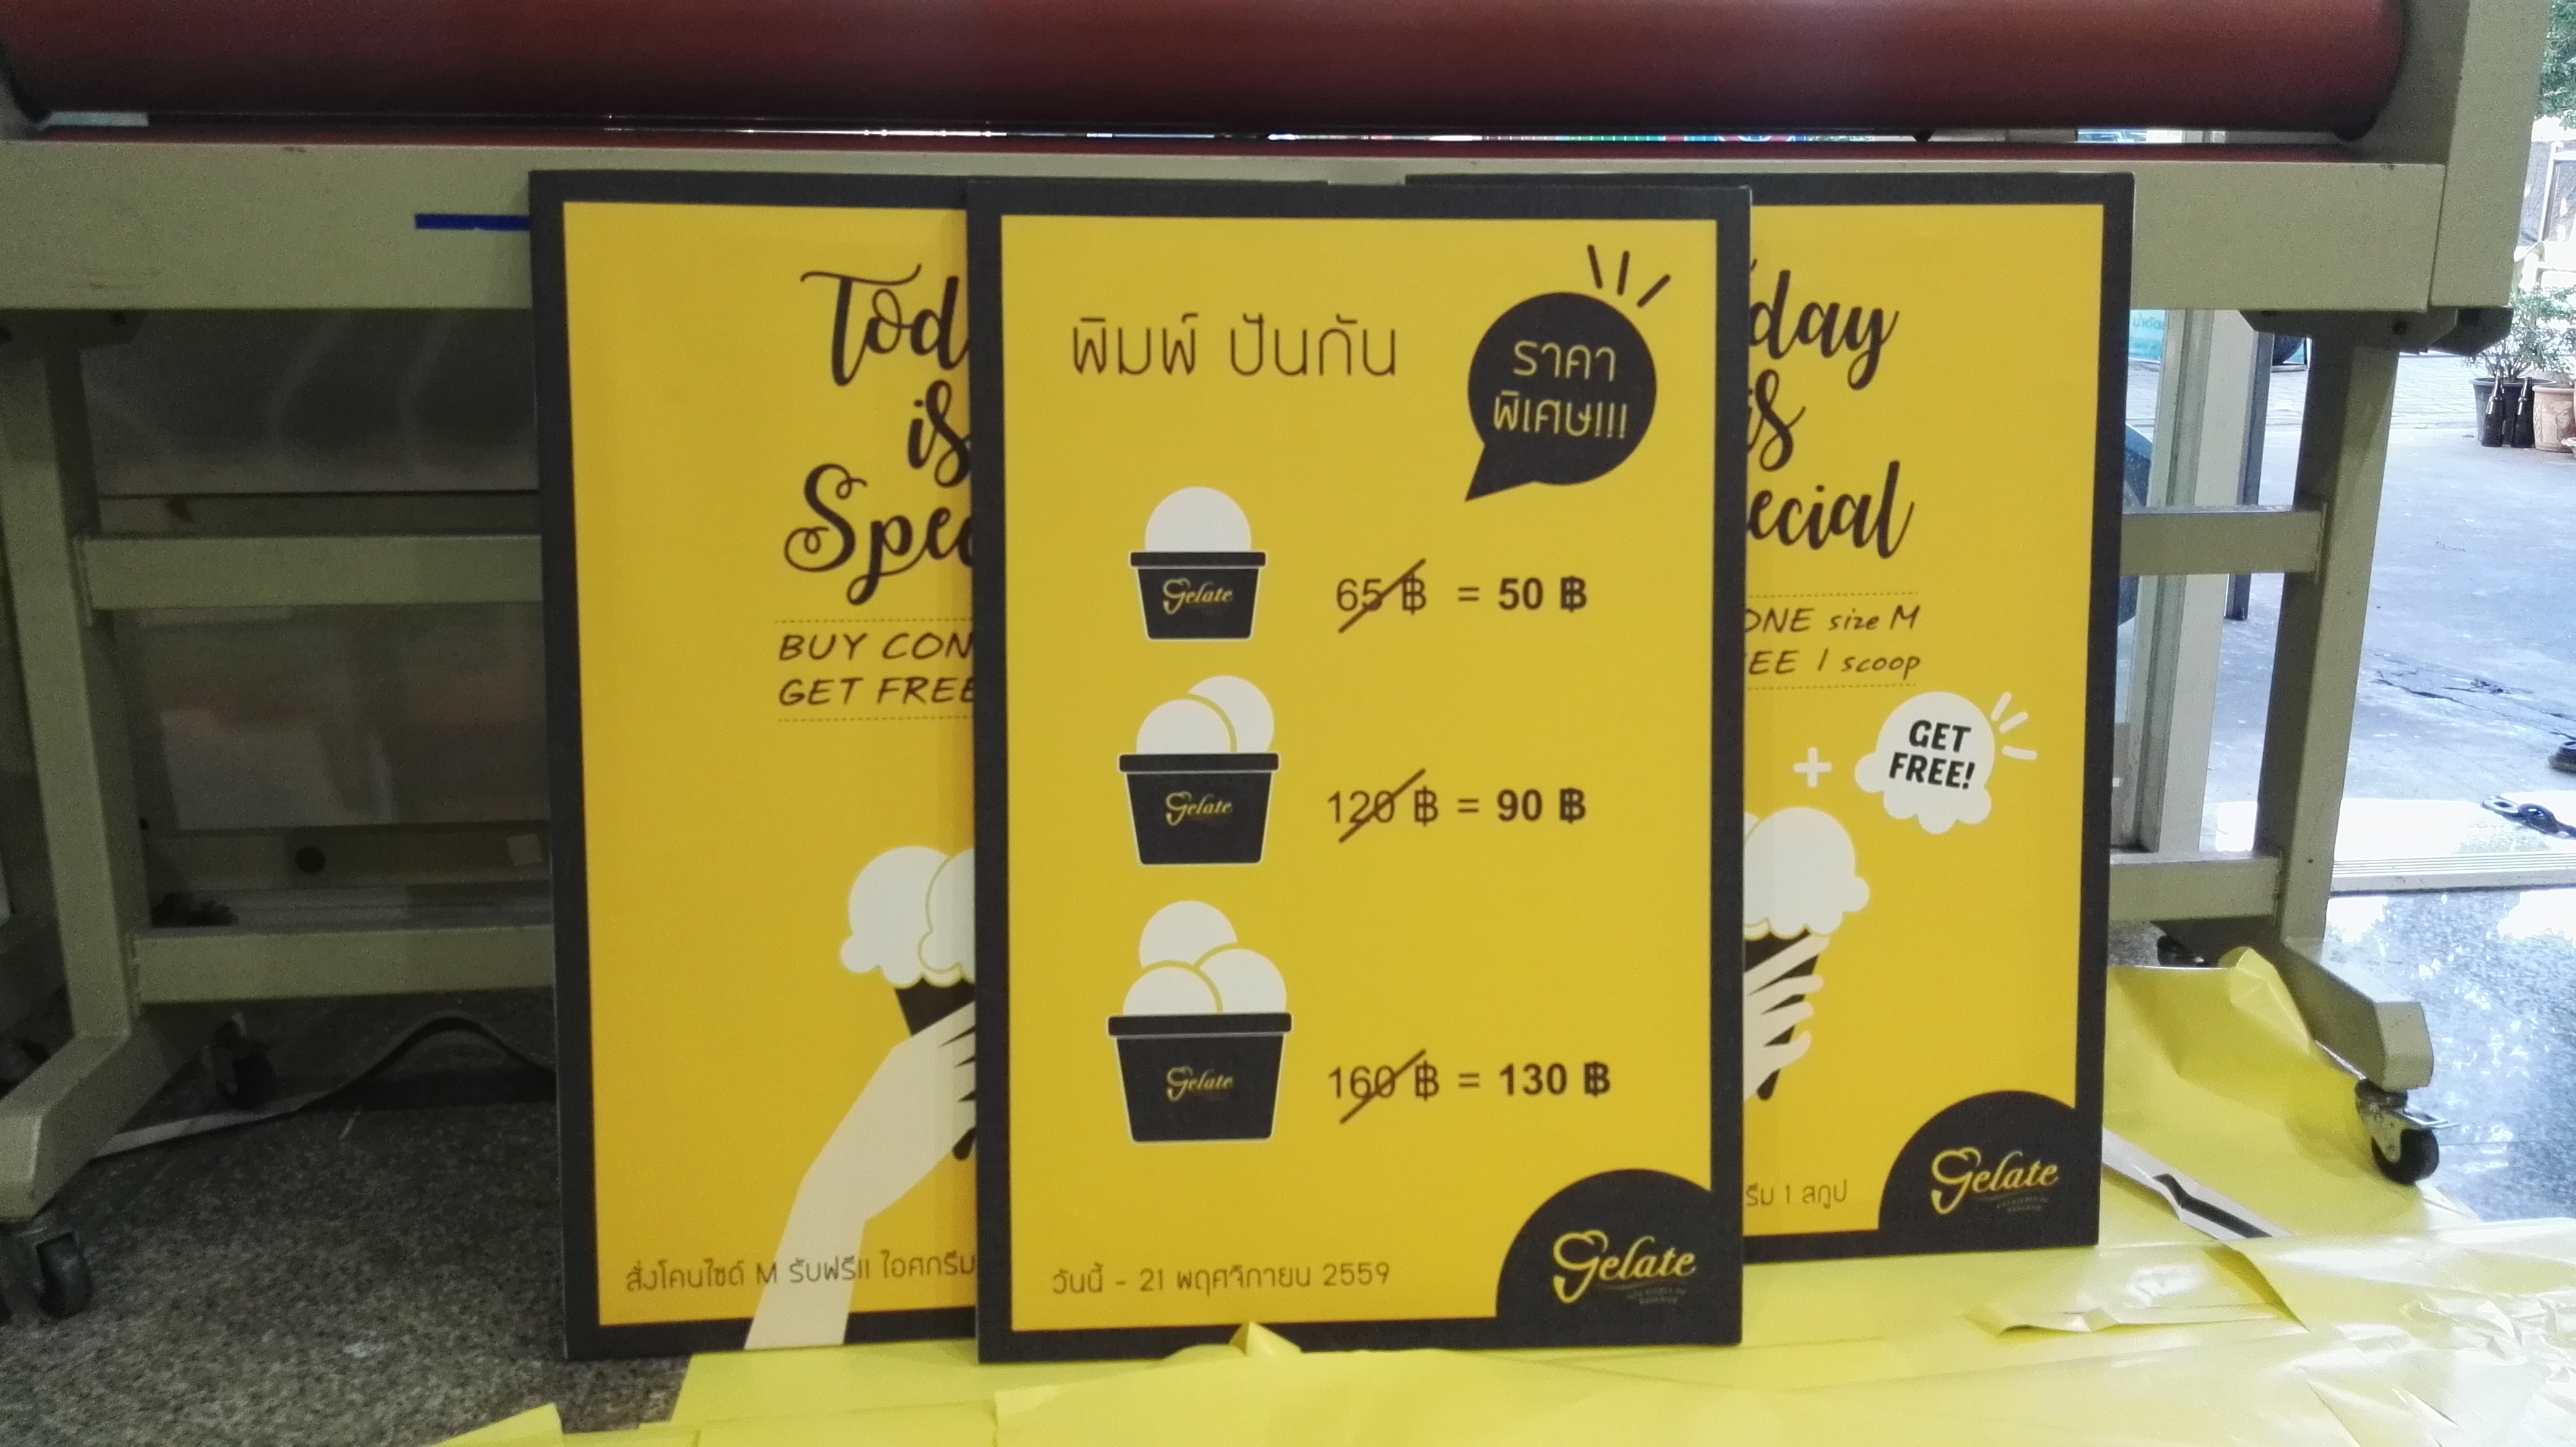 Tod
is
Spec
BUY CON
GET FREE
สั่งโคนไซด์ M รับฟรี!! ไอศกรีม
พิมพ์ ปันกัน
ราคา
พิเศษ!!!
gelate
65 ฿ = 50 ฿
gelate
120 ฿ = 90 ฿
gelate
160 ฿ = 130 ฿
วันนี้ - 21 พฤศจิกายน 2559
gelate
day
is
ecial
ONE size M
EE 1 scoop
+
GET
FREE!
รีม 1 สกูป
gelate